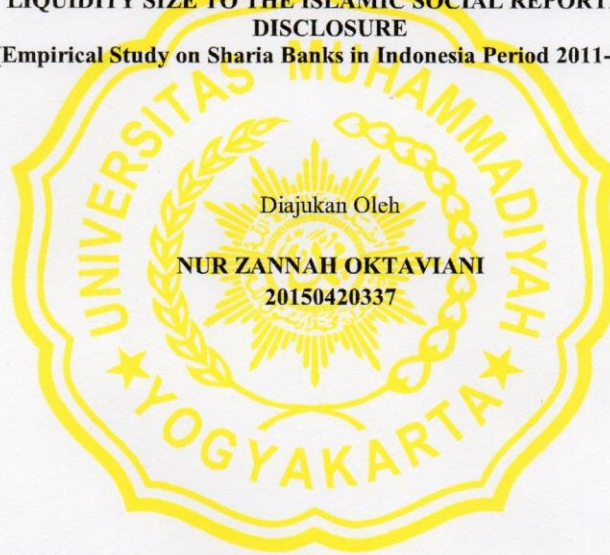 LIQUIDITY SIZE TO THE ISLAMIC SOCIAL
DISCLOSURE
Empirical Study on Sharia Banks in Indonesia Period 2011-
UNIVERSITAS MUHAMMADIYAH
Diajukan Oleh
NUR ZANNAH OKTAVIANI
20150420337
★ YOGYAKARTA ★